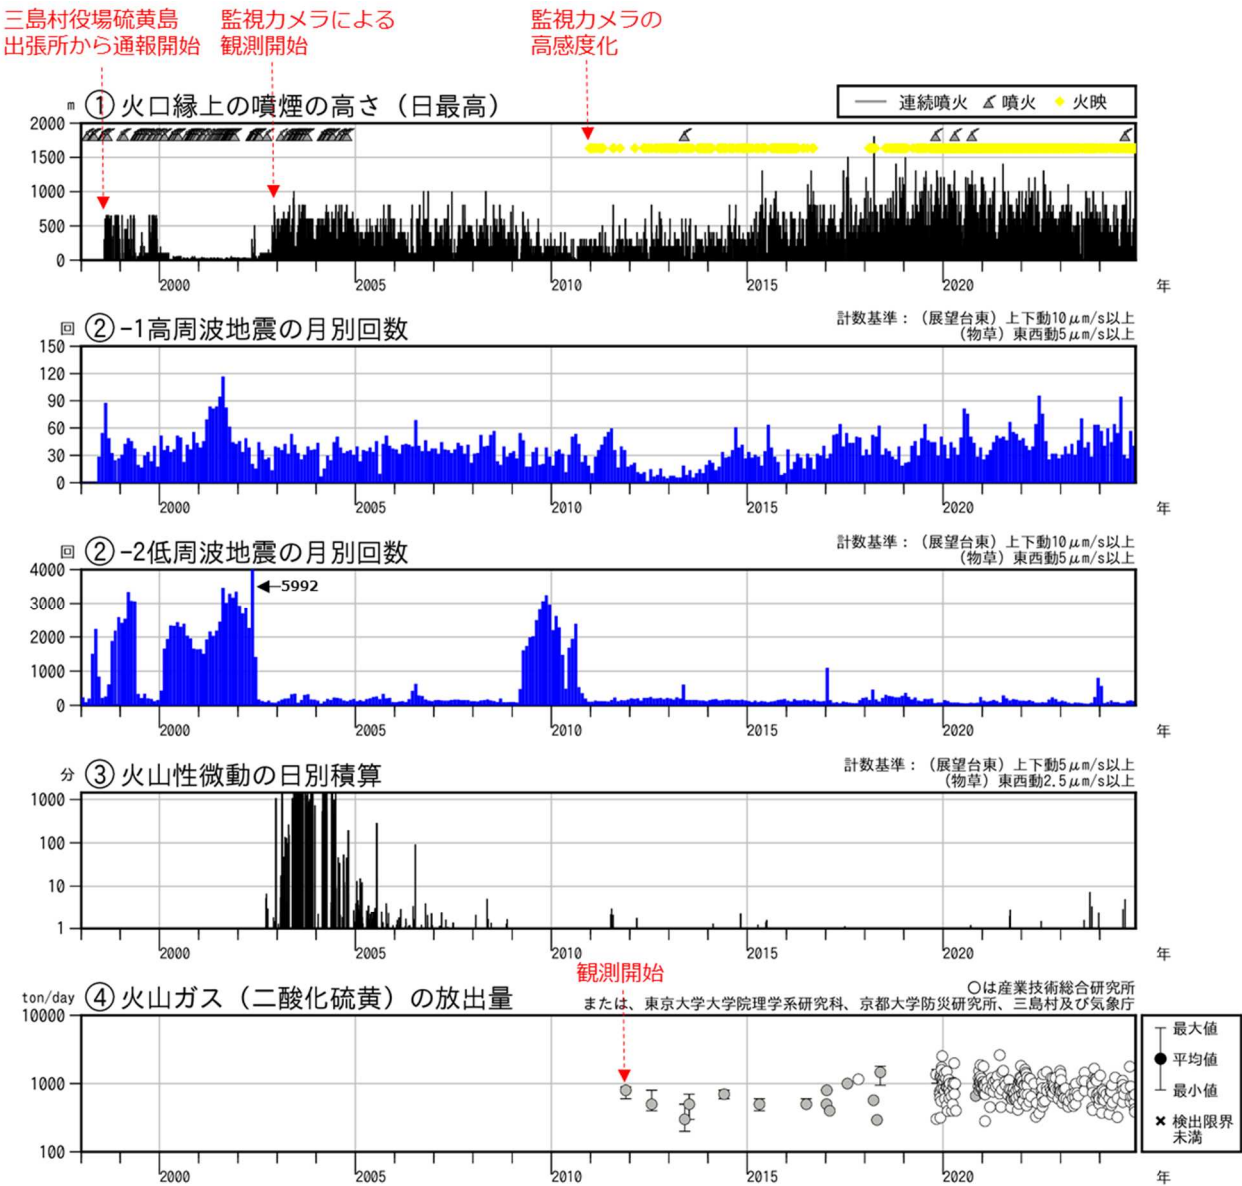 三島村役場硫黄島
出張所から通報開始
監視カメラによる
観測開始
監視カメラの
高感度化
m ①火口縁上の噴煙の高さ（日最高）
連続噴火 噴火 火映
2000
1500
1000
500
0
2000 2005 2010 2015 2020 年
回 ②-1高周波地震の月別回数
計数基準：（展望台東）上下動10μm/s以上
（物草）東西動5μm/s以上
150
120
90
60
30
0
2000 2005 2010 2015 2020 年
回 ②-2低周波地震の月別回数
計数基準：（展望台東）上下動10μm/s以上
（物草）東西動5μm/s以上
4000
3000
2000
1000
0
5992
2000 2005 2010 2015 2020 年
分 ③火山性微動の日別積算
計数基準：（展望台東）上下動5μm/s以上
（物草）東西動2.5μm/s以上
1000
100
10
1
2000 2005 2010 2015 2020 年
観測開始
ton/day ④火山ガス（二酸化硫黄）の放出量
○は産業技術総合研究所
または、東京大学大学院理学系研究科、京都大学防災研究所、三島村及び気象庁
10000
1000
100
最大値
平均値
最小値
検出限界
未満
2000 2005 2010 2015 2020 年